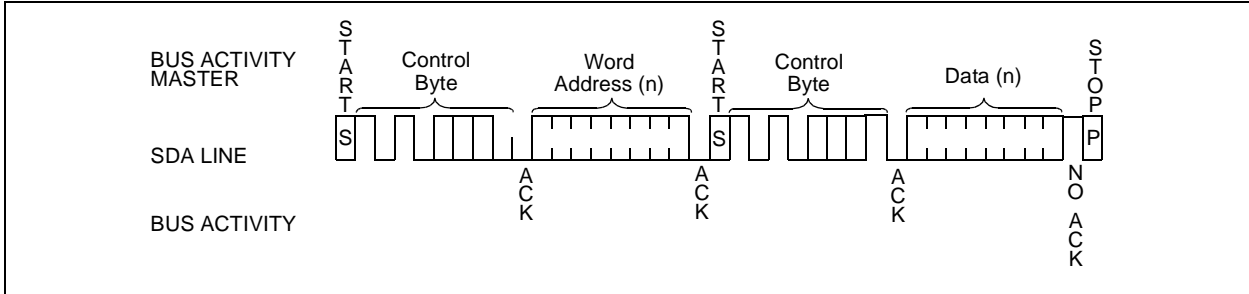 BUS ACTIVITY
MASTER
START
Control
Byte
Word
Address (n)
START
Control
Byte
Data (n)
STOP
SDA LINE
S
S
P
BUS ACTIVITY
ACK
ACK
ACK
NO ACK